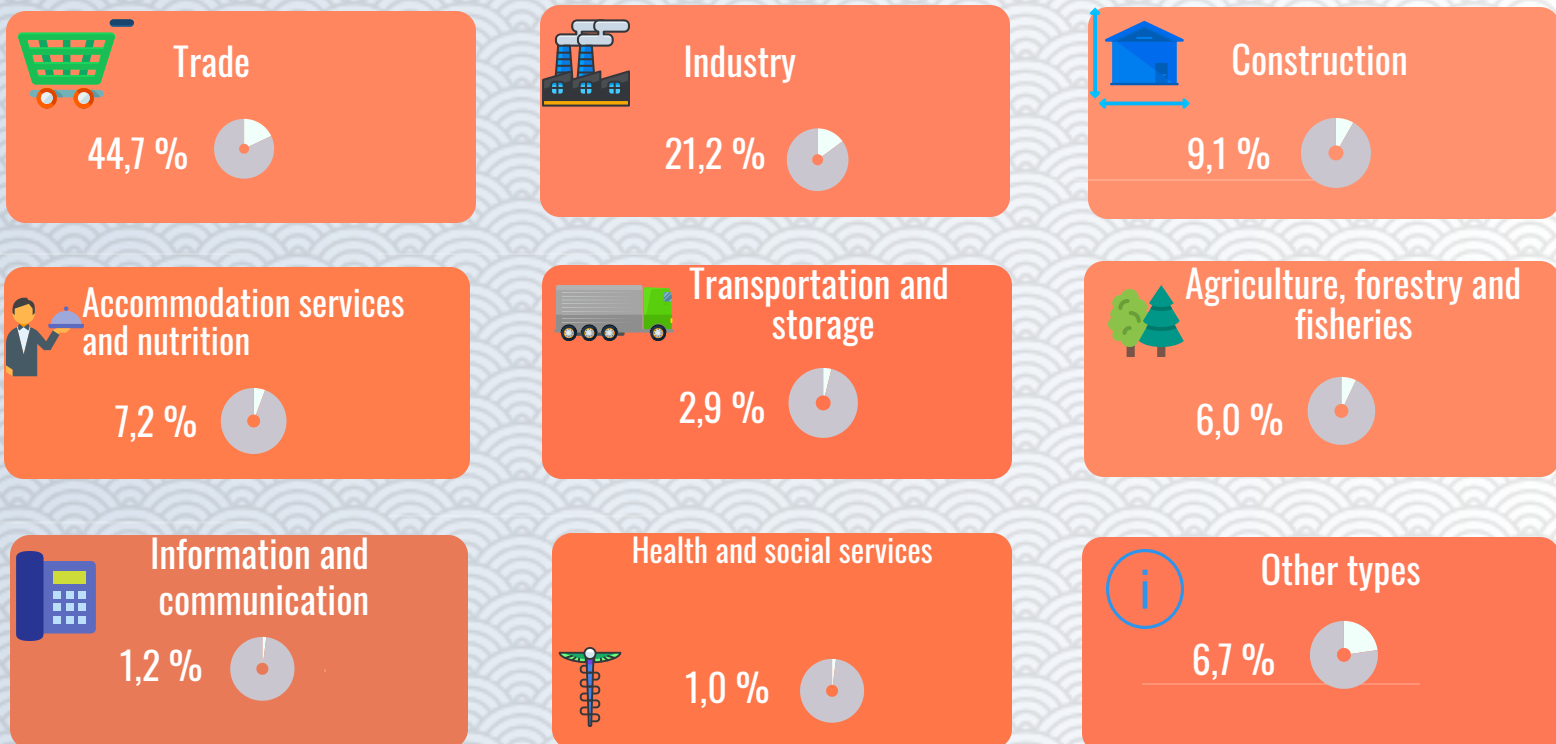 Trade
44,7 %
Industry
21,2 %
Construction
9,1 %
Accommodation services
and nutrition
7,2 %
Transportation and
storage
2,9 %
Agriculture, forestry and
fisheries
6,0 %
Information and
communication
1,2 %
Health and social services
1,0 %
i
Other types
6,7 %